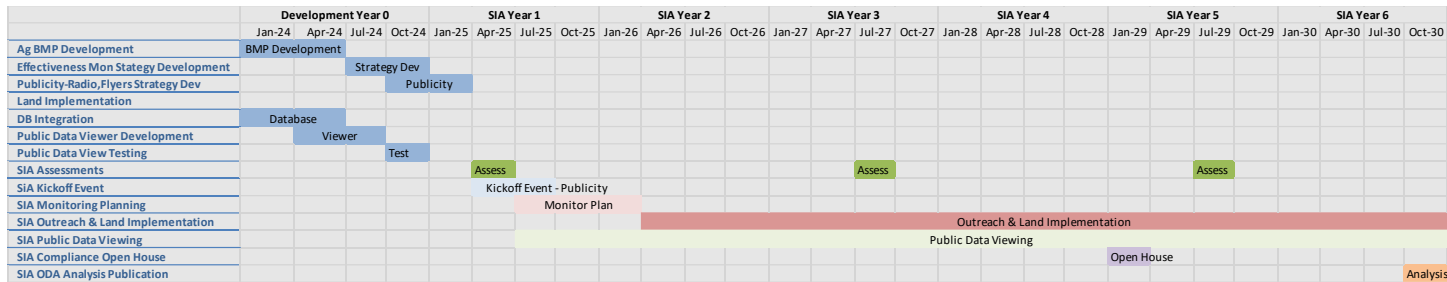 Development Year 0 SIA Year 1 SIA Year 2 SIA Year 3 SIA Year 4 SIA Year 5 SIA Year 6
Jan-24 Apr-24 Jul-24 Oct-24 Jan-25 Apr-25 Jul-25 Oct-25 Jan-26 Apr-26 Jul-26 Oct-26 Jan-27 Apr-27 Jul-27 Oct-27 Jan-28 Apr-28 Jul-28 Oct-28 Jan-29 Apr-29 Jul-29 Oct-29 Jan-30 Apr-30 Jul-30 Oct-30
Ag BMP Development BMP Development
Effectiveness Mon Stategy Development Strategy Dev
Publicity-Radio,Flyers Strategy Dev Publicity
Land Implementation
DB Integration Database
Public Data Viewer Development Viewer
Public Data View Testing Test
SIA Assessments Assess Assess Assess
SiA Kickoff Event Kickoff Event - Publicity
SIA Monitoring Planning Monitor Plan
SIA Outreach & Land Implementation Outreach & Land Implementation
SIA Public Data Viewing Public Data Viewing
SIA Compliance Open House Open House
SIA ODA Analysis Publication Analysis